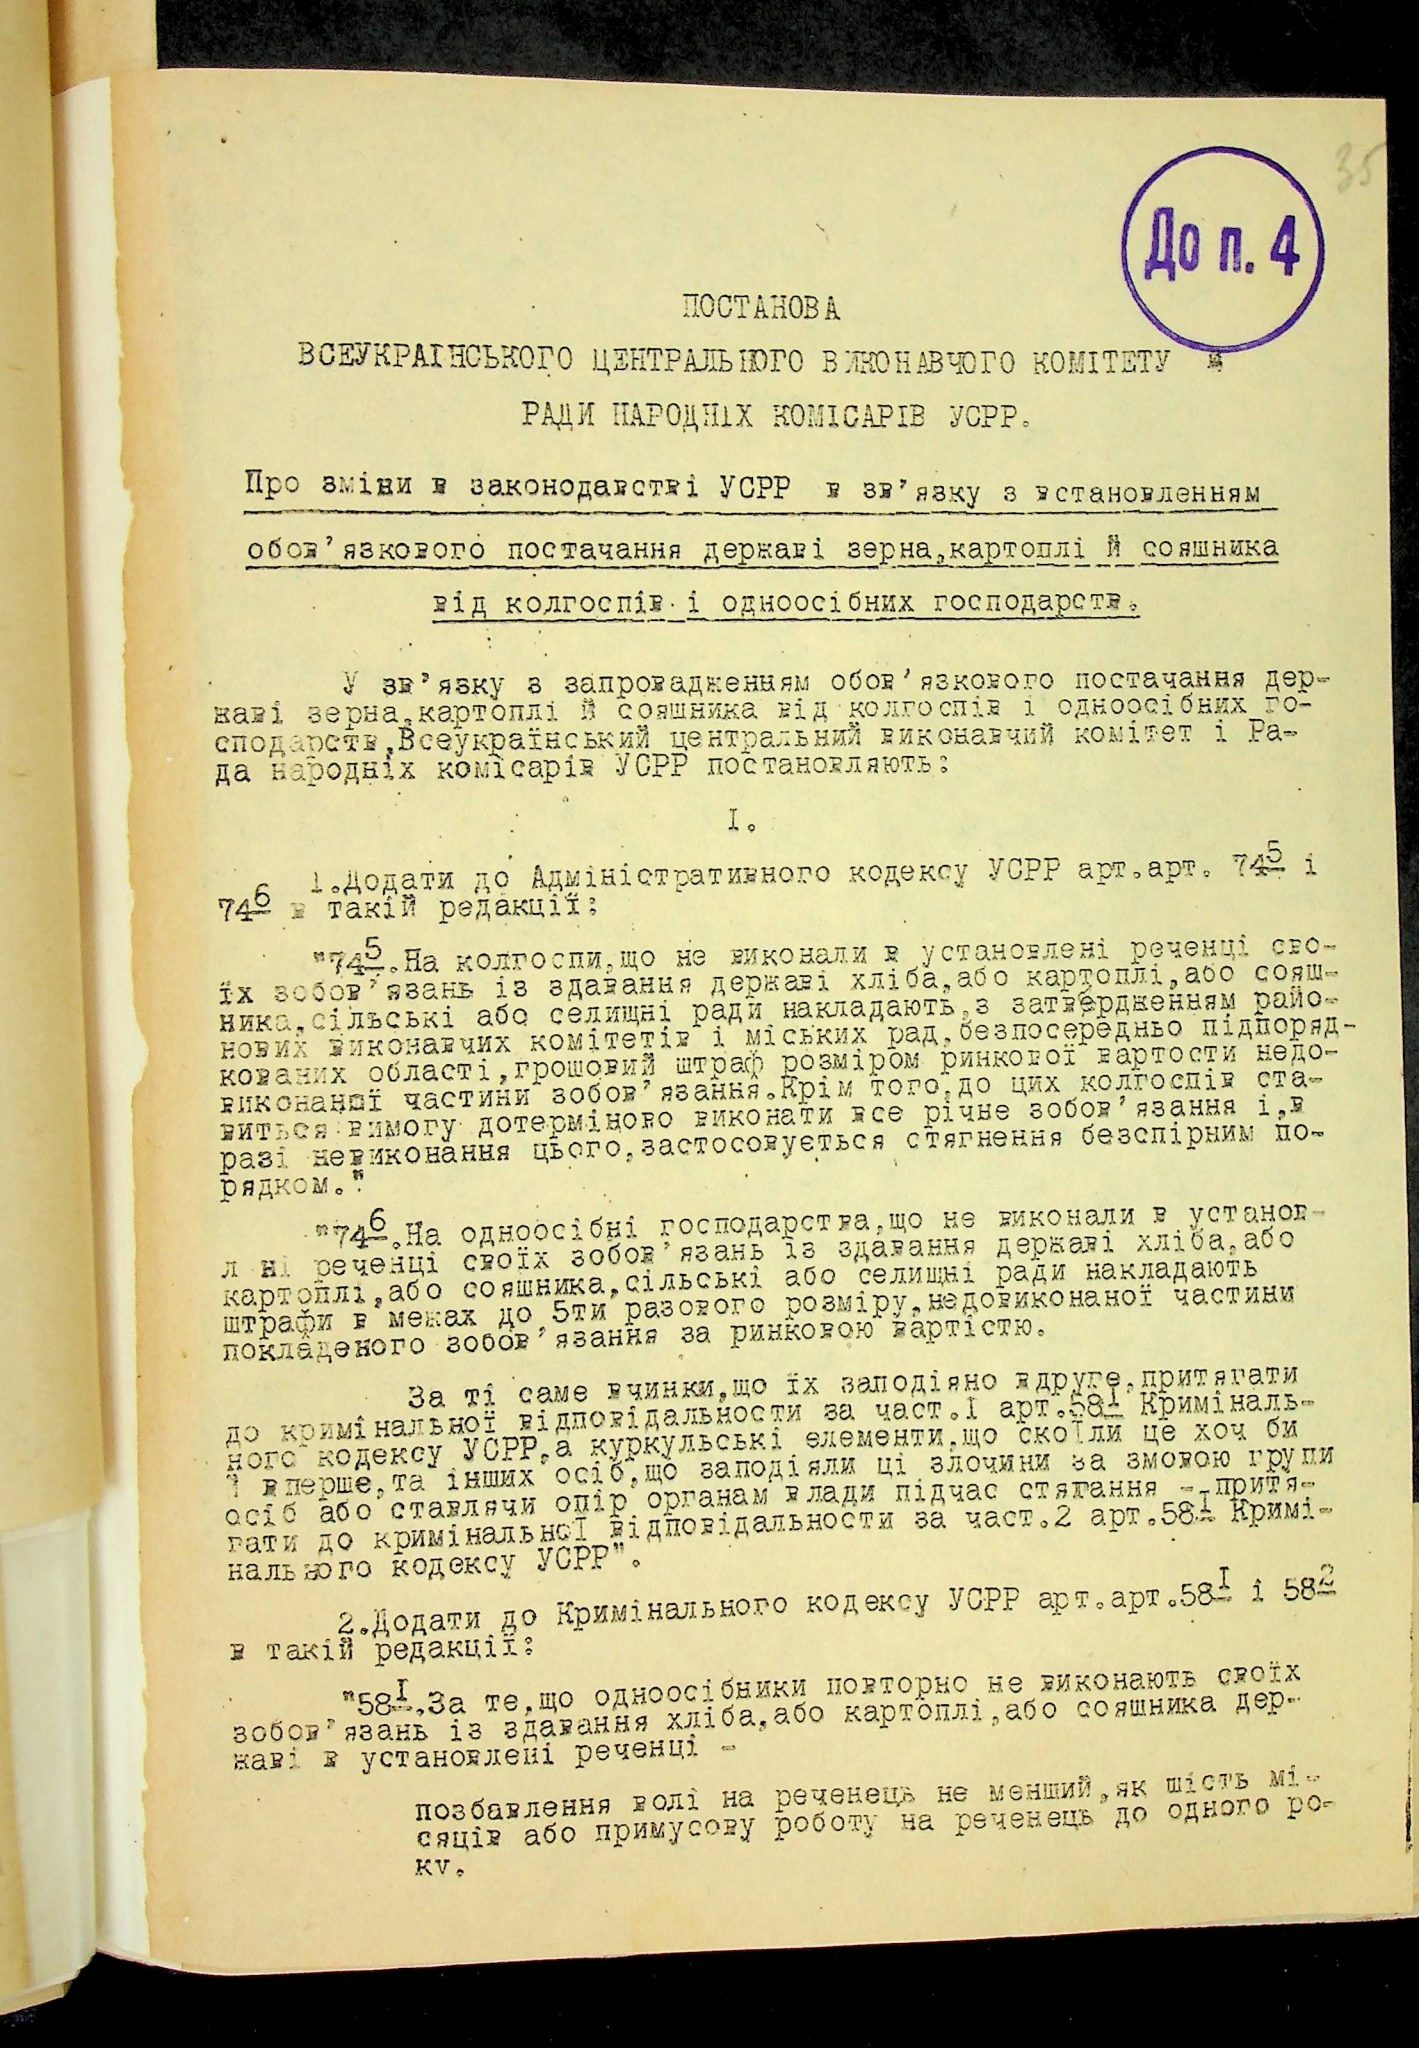 35
До п. 4
ПОСТАНОВА
ВСЕУКРАЇНСЬКОГО ЦЕНТРАЛЬНОГО ВИКОНАВЧОГО КОМІТЕТУ в
РАДИ НАРОДНІХ КОМІСАРІВ УСРР.
Про зміни в законодавстві УСРР в зв'язку з встановленням
обов'язкового постачання державі зерна,картоплі й сояшника
від колгоспів і одноосібних господарств.
У зв'язку з запровадженням обов'язкового постачання дер-
жаві зерна,картоплі й сояшника від колгоспів і одноосібних го-
сподарств,Всеукраїнський центральний виконавчий комітет і Ра-
да народніх комісарів УСРР постановляють:
I.
1.Додати до Адміністративного кодексу УСРР арт.арт. 74⁵ і
74⁶ в такій редакції:
"74⁵.На колгоспи,що не виконали в установлені реченці сво-
їх зобов'язань із здавання державі хліба,або картоплі,або сояш-
ника,сільські або селищні ради накладають,з затвердженням райо-
нових виконавчих комітетів і міських рад,безпосередньо підпоряд-
кованих області,грошовий штраф розміром ринкової вартости недо-
виконаної частини зобов'язання.Крім того,до цих колгоспів ста-
виться вимогу дотерміново виконати все річне зобов'язання і,в
разі невиконання цього,застосовується стягнення безспірним по-
рядком."
"74⁶.На одноосібні господарства,що не виконали в установ-
л ні реченці своїх зобов'язань із здавання державі хліба,або
картоплі,або сояшника,сільські або селищні ради накладають
штрафи в межах до 5ти разового розміру,недовиконаної частини
покладеного зобов'язання за ринковою вартістю.
За ті саме вчинки,що їх заподіяно вдруге,притягати
до кримінальної відповідальности за част.I арт.58ᴵ Криміналь-
ного кодексу УСРР,а куркульські елементи,що скоїли це хоч би
і вперше,та інших осіб,що заподіяли ці злочини за змовою групи
осіб або ставлячи опір органам влади підчас стягання - притя-
гати до кримінальної відповідальности за част.2 арт.58ᴵ Кримі-
нального кодексу УСРР".
2.Додати до Кримінального кодексу УСРР арт.арт.58ᴵ і 58²
в такій редакції:
"58ᴵ.За те,що одноосібники повторно не виконають своїх
зобов'язань із здавання хліба,або картоплі,або сояшника дер-
жаві в установлені реченці -
позбавлення волі на реченець не менший,як шість мі-
сяців або примусову роботу на реченець до одного ро-
ку.